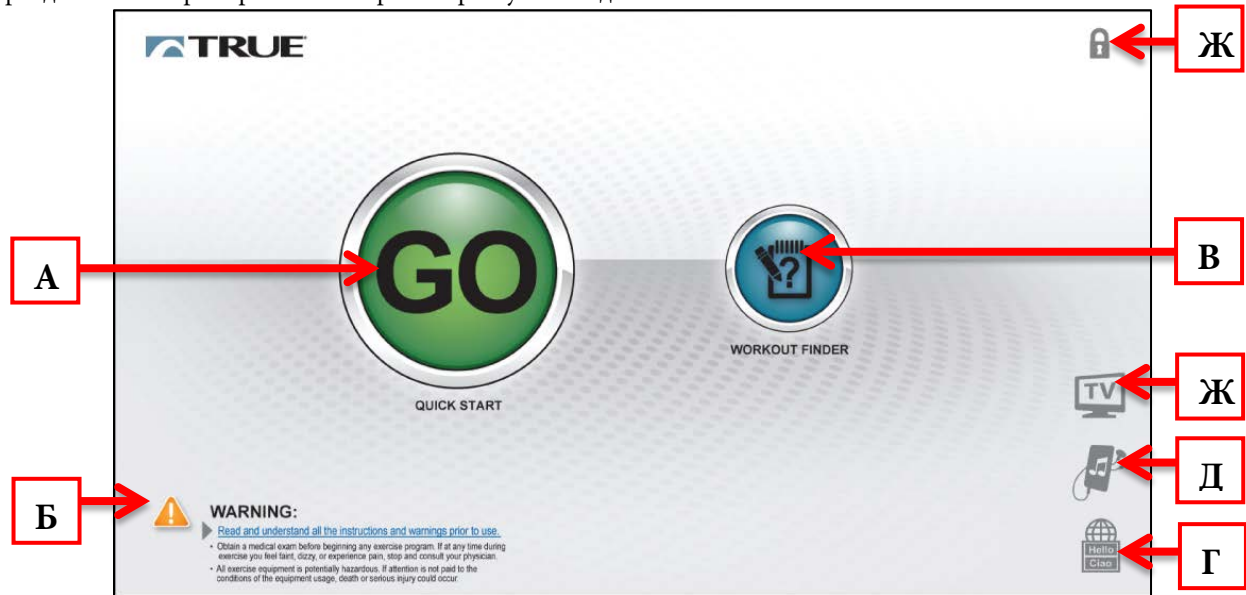 TRUE
Ж
GO
А
В
WORKOUT FINDER
TV
Ж
QUICK START
Д
Б
WARNING:
Read and understand all the instructions and warnings prior to use.
• Obtain a medical exam before beginning any exercise program. If at any time during
exercise you feel faint, dizzy, or experience pain, stop and consult your physician.
• All exercise equipment is potentially hazardous. If attention is not paid to the
conditions of the equipment usage, death or serious injury could occur.
Hello
Ciao
Г